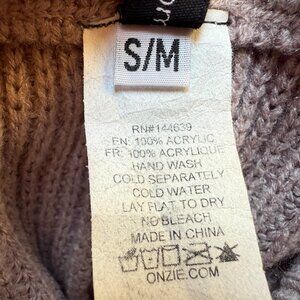 S/M
RN#144639
EN: 100% ACRYLIC
FR: 100% ACRYLIQUE
HAND WASH
COLD SEPARATELY
COLD WATER
LAY FLAT TO DRY
NO BLEACH
MADE IN CHINA
ONZIE.COM